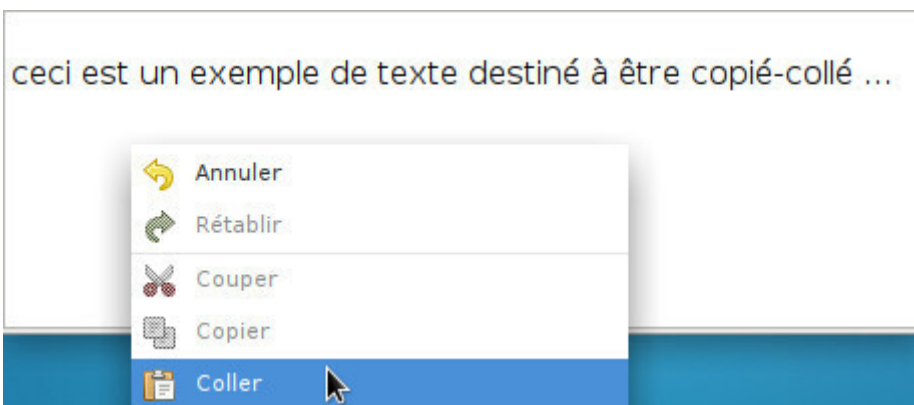 ceci est un exemple de texte destiné à être copié-collé ...
Annuler
Rétablir
Couper
Copier
Coller